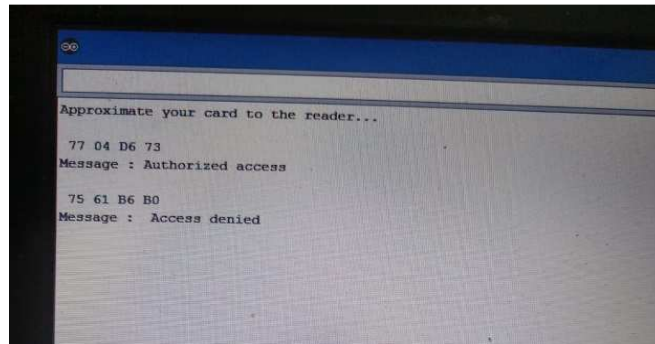 Approximate your card to the reader...
77 04 D6 73
Message : Authorized access
75 61 B6 B0
Message :  Access denied